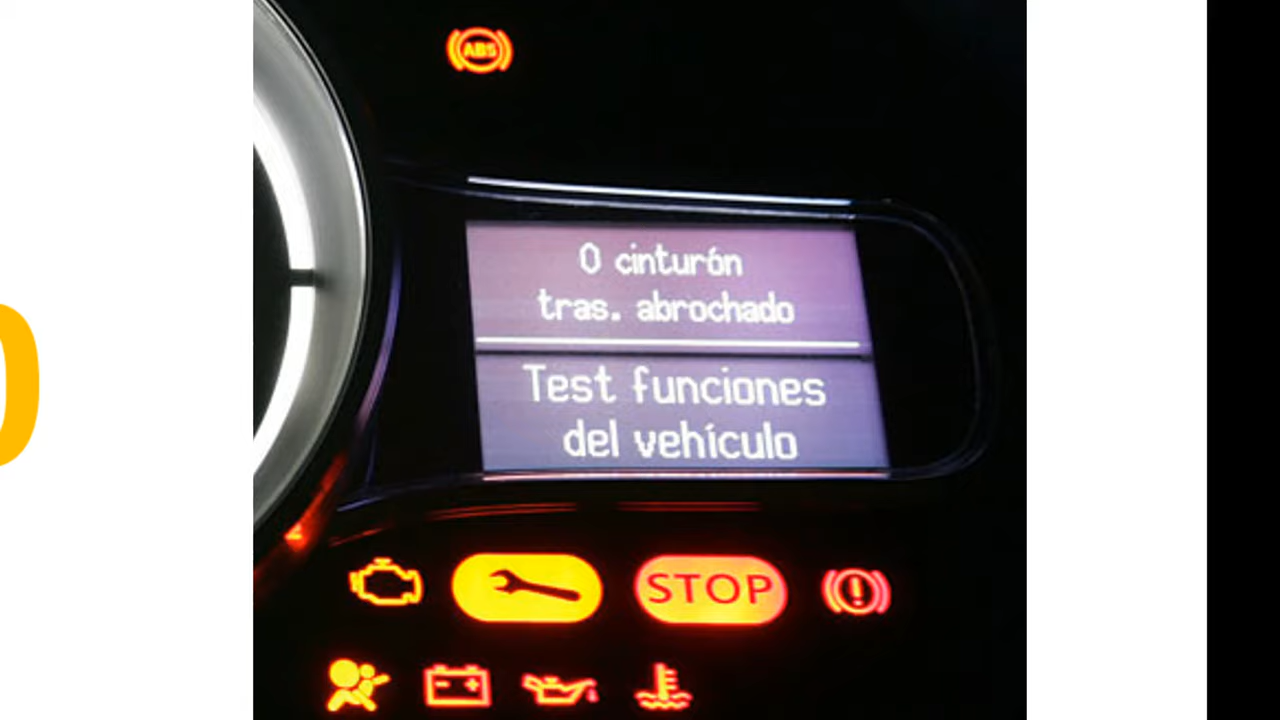 ABS
0 cinturón
tras. abrochado
Test funciones
del vehículo
STOP